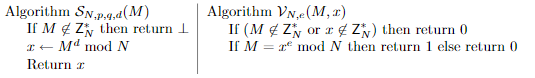 Algorithm 𝒮_{N,p,q,d}(M)
If M ∉ Z*_N then return ⊥
x ← M^d mod N
Return x
Algorithm 𝒱_{N,e}(M, x)
If (M ∉ Z*_N or x ∉ Z*_N) then return 0
If M = x^e mod N then return 1 else return 0